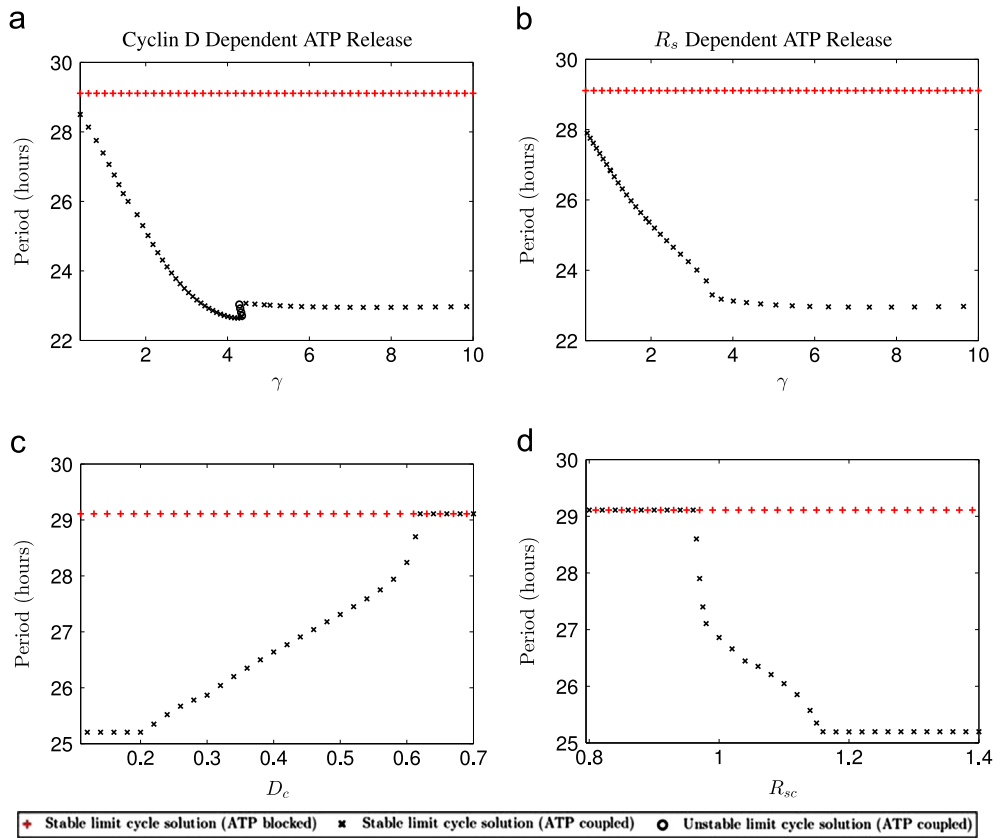 a
Cyclin D Dependent ATP Release
30
28
26
24
22
Period (hours)
2 4 6 8 10
γ
b
R_s Dependent ATP Release
30
28
26
24
22
Period (hours)
2 4 6 8 10
γ
c
30
29
28
27
26
25
Period (hours)
0.2 0.3 0.4 0.5 0.6 0.7
D_c
d
30
29
28
27
26
25
Period (hours)
0.8 1 1.2 1.4
R_sc
Stable limit cycle solution (ATP blocked) Stable limit cycle solution (ATP coupled) Unstable limit cycle solution (ATP coupled)